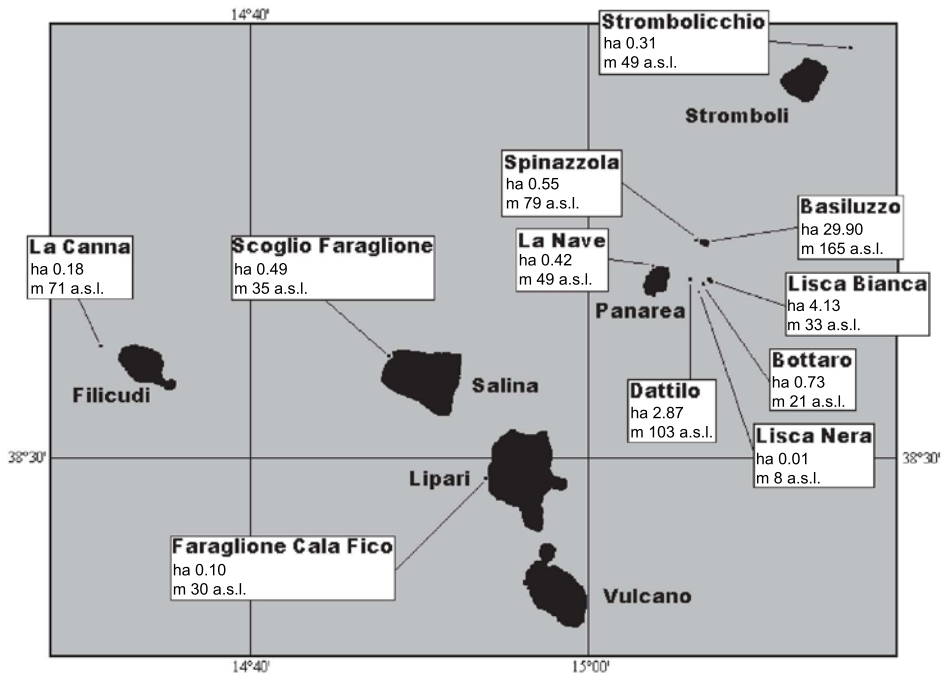 14°40'
Strombolicchio
ha 0.31
m 49 a.s.l.
Stromboli
Spinazzola
ha 0.55
m 79 a.s.l.
Basiluzzo
ha 29.90
m 165 a.s.l.
La Canna
ha 0.18
m 71 a.s.l.
Scoglio Faraglione
ha 0.49
m 35 a.s.l.
La Nave
ha 0.42
m 49 a.s.l.
Panarea
Lisca Bianca
ha 4.13
m 33 a.s.l.
Bottaro
ha 0.73
m 21 a.s.l.
Filicudi
Salina
Dattilo
ha 2.87
m 103 a.s.l.
Lisca Nera
ha 0.01
m 8 a.s.l.
38°30'
38°30'
Lipari
Faraglione Cala Fico
ha 0.10
m 30 a.s.l.
Vulcano
14°40'
15°00'